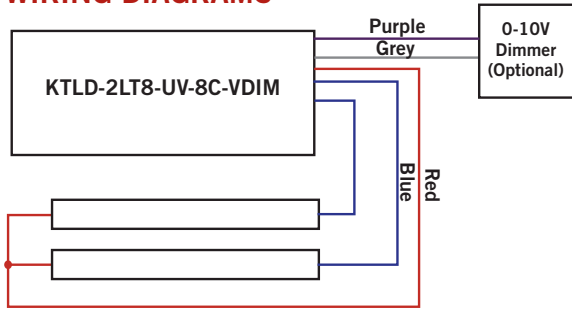 WIRING DIAGRAMS
Purple
Grey
0-10V
Dimmer
(Optional)
KTLD-2LT8-UV-8C-VDIM
Blue
Red